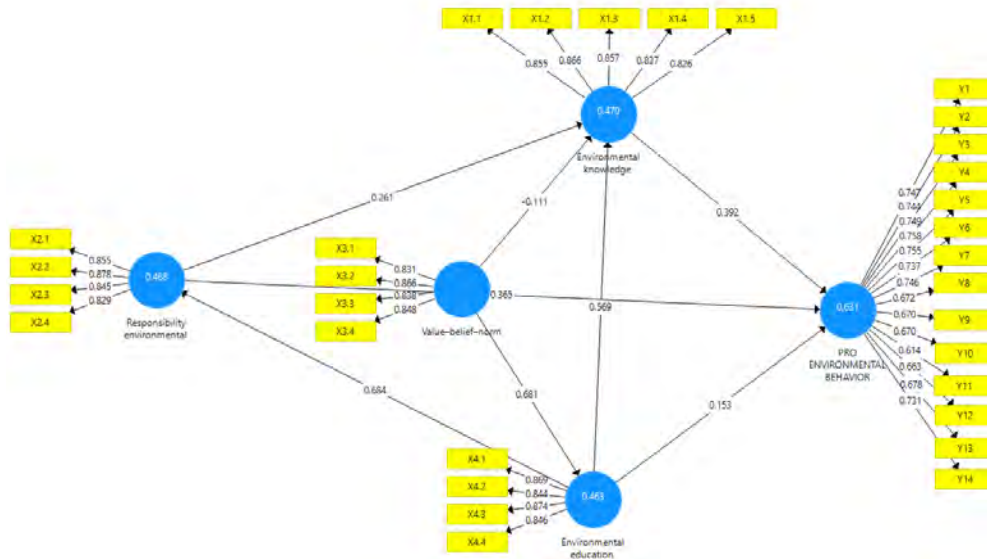 X1.1 X1.2 X1.3 X1.4 X1.5
0.859 0.866 0.857 0.837 0.826
0.470
Environmental
knowledge
Y1
Y2
Y3
Y4
Y5
Y6
Y7
Y8
Y9
Y10
Y11
Y12
Y13
Y14
0.747
0.744
0.749
0.758
0.755
0.737
0.746
0.672
0.670
0.670
0.614
0.663
0.678
0.731
0.261
-0.111
0.392
X2.1
X2.2
X2.3
X2.4
0.855
0.878
0.845
0.829
0.468
Responsibility
environmental
X3.1
X3.2
X3.3
X3.4
0.831
0.866
0.838
0.848
Value-belief-norm
0.365
0.569
0.631
PRO
ENVIRONMENTAL
BEHAVIOR
0.684
0.681
0.153
X4.1
X4.2
X4.3
X4.4
0.869
0.844
0.874
0.846
0.463
Environmental
education